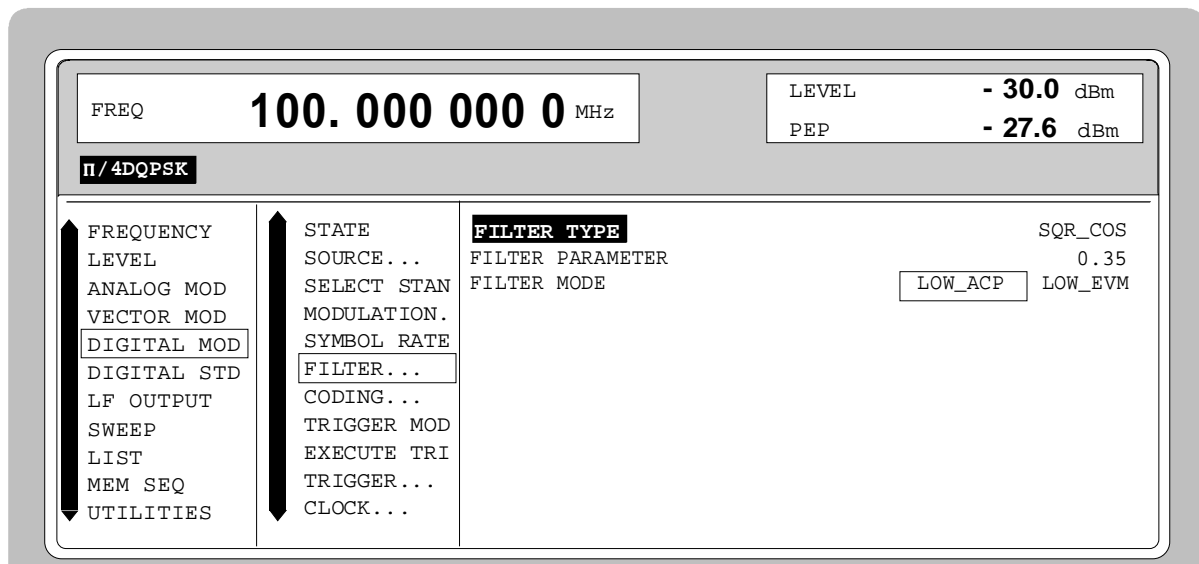 FREQ 100. 000 000 0 MHz
LEVEL - 30.0 dBm
PEP - 27.6 dBm
Π/4DQPSK
FREQUENCY
LEVEL
ANALOG MOD
VECTOR MOD
DIGITAL MOD
DIGITAL STD
LF OUTPUT
SWEEP
LIST
MEM SEQ
UTILITIES
STATE
SOURCE...
SELECT STAN
MODULATION.
SYMBOL RATE
FILTER...
CODING...
TRIGGER MOD
EXECUTE TRI
TRIGGER...
CLOCK...
FILTER TYPE SQR_COS
FILTER PARAMETER 0.35
FILTER MODE LOW_ACP LOW_EVM